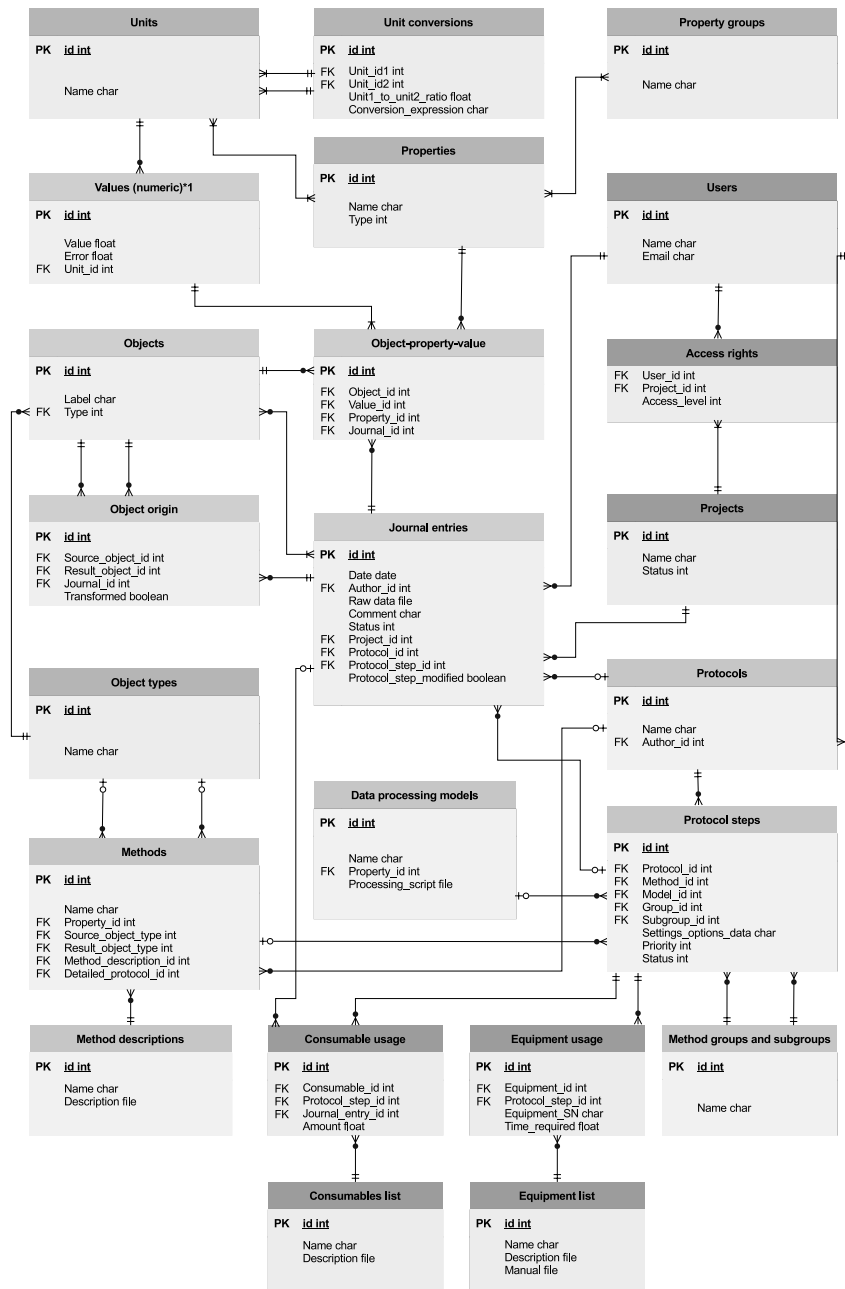 Units
PK id int
Name char
Unit conversions
PK id int
FK Unit_id1 int
FK Unit_id2 int
Unit1_to_unit2_ratio float
Conversion_expression char
Property groups
PK id int
Name char
Properties
PK id int
Name char
Type int
Values (numeric)*1
PK id int
Value float
Error float
FK Unit_id int
Users
PK id int
Name char
Email char
Objects
PK id int
Label char
FK Type int
Object-property-value
PK id int
FK Object_id int
FK Value_id int
FK Property_id int
FK Journal_id int
Access rights
FK User_id int
FK Project_id int
Access_level int
Object origin
PK id int
FK Source_object_id int
FK Result_object_id int
FK Journal_id int
Transformed boolean
Journal entries
PK id int
Date date
FK Author_id int
Raw data file
Comment char
Status int
FK Project_id int
FK Protocol_id int
FK Protocol_step_id int
Protocol_step_modified boolean
Projects
PK id int
Name char
Status int
Object types
PK id int
Name char
Protocols
PK id int
Name char
FK Author_id int
Data processing models
PK id int
Name char
FK Property_id int
Processing_script file
Protocol steps
PK id int
FK Protocol_id int
FK Method_id int
FK Model_id int
FK Group_id int
FK Subgroup_id int
Settings_options_data char
Priority int
Status int
Methods
PK id int
Name char
FK Property_id int
FK Source_object_type int
FK Result_object_type int
FK Method_description_id int
FK Detailed_protocol_id int
Method descriptions
PK id int
Name char
Description file
Consumable usage
PK id int
FK Consumable_id int
FK Protocol_step_id int
FK Journal_entry_id int
Amount float
Equipment usage
PK id int
FK Equipment_id int
FK Protocol_step_id int
Equipment_SN char
Time_required float
Method groups and subgroups
PK id int
Name char
Consumables list
PK id int
Name char
Description file
Equipment list
PK id int
Name char
Description file
Manual file